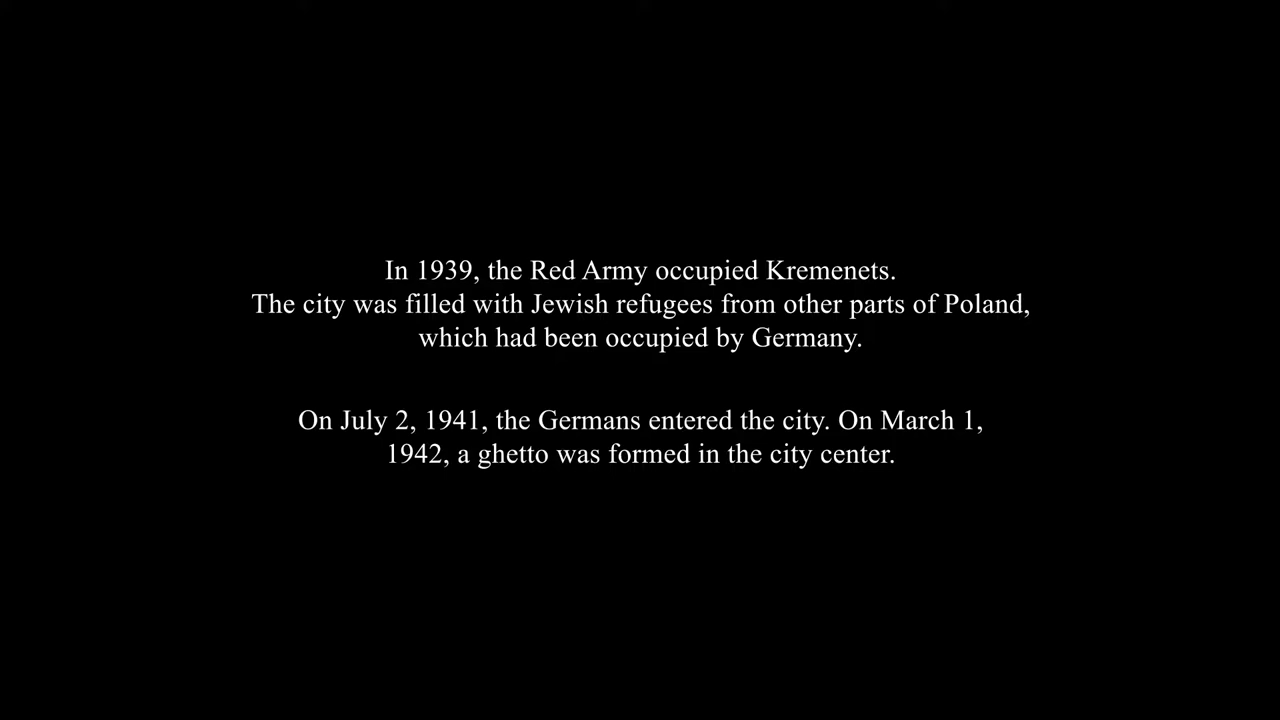 In 1939, the Red Army occupied Kremenets.
The city was filled with Jewish refugees from other parts of Poland,
which had been occupied by Germany.
On July 2, 1941, the Germans entered the city. On March 1,
1942, a ghetto was formed in the city center.